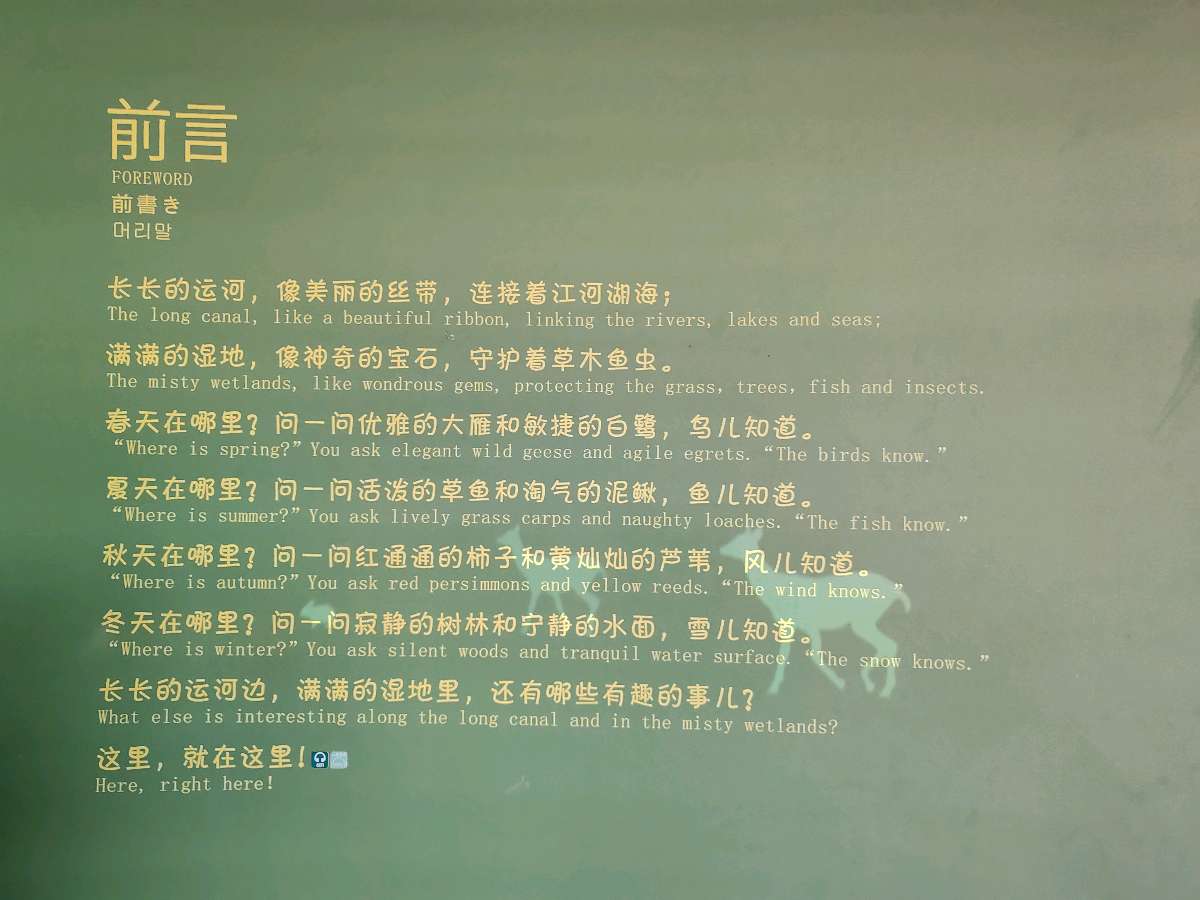 前言
FOREWORD
前書き
머리말
长长的运河，像美丽的丝带，连接着江河湖海；
The long canal, like a beautiful ribbon, linking the rivers, lakes and seas;
满满的湿地，像神奇的宝石，守护着草木鱼虫。
The misty wetlands, like wondrous gems, protecting the grass, trees, fish and insects.
春天在哪里？问一问优雅的大雁和敏捷的白鹭，鸟儿知道。
“Where is spring?”You ask elegant wild geese and agile egrets.“The birds know.”
夏天在哪里？问一问活泼的草鱼和淘气的泥鳅，鱼儿知道。
“Where is summer?”You ask lively grass carps and naughty loaches.“The fish know.”
秋天在哪里？问一问红通通的柿子和黄灿灿的芦苇，风儿知道。
“Where is autumn?”You ask red persimmons and yellow reeds.“The wind knows.”
冬天在哪里？问一问寂静的树林和宁静的水面，雪儿知道。
“Where is winter?”You ask silent woods and tranquil water surface.“The snow knows.”
长长的运河边，满满的湿地里，还有哪些有趣的事儿？
What else is interesting along the long canal and in the misty wetlands?
这里，就在这里！
Here, right here!